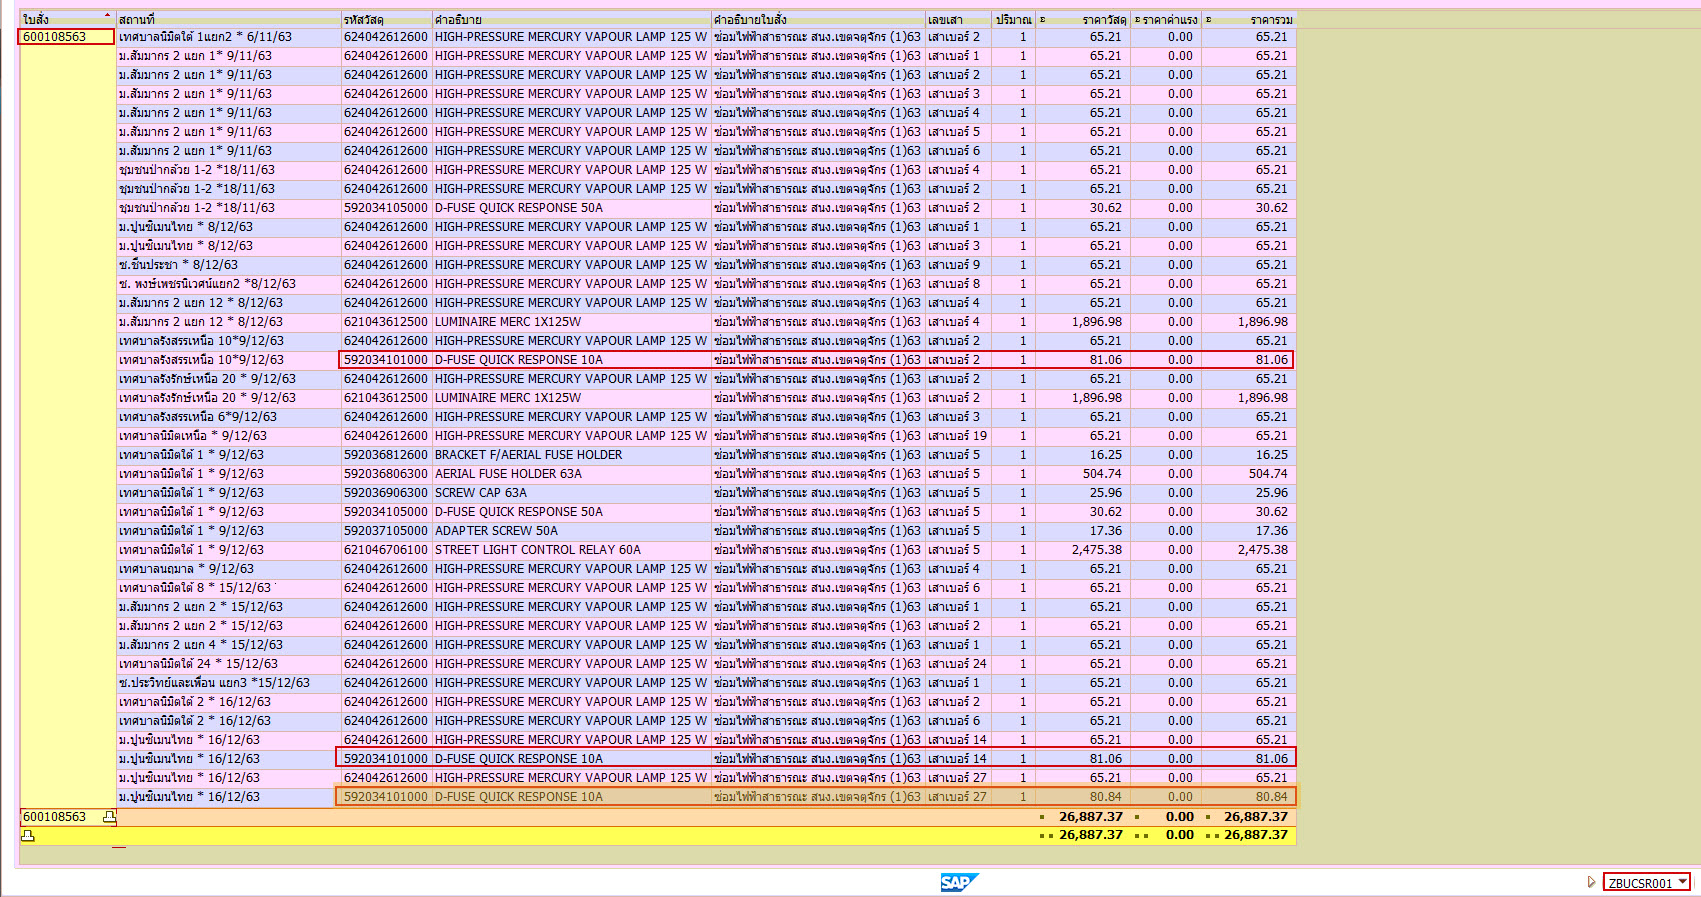 ใบสั่ง สถานที่ รหัสวัสดุ คำอธิบาย คำอธิบายใบสั่ง เลขเสา ปริมาณ Σ ราคาวัสดุ Σ ราคาค่าแรง Σ ราคารวม
600108563 เทศบาลนิมิตใต้ 1แยก2 * 6/11/63 624042612600 HIGH-PRESSURE MERCURY VAPOUR LAMP 125 W ซ่อมไฟฟ้าสาธารณะ สนง.เขตจตุจักร (1)63 เสาเบอร์ 2 1 65.21 0.00 65.21
ม.สัมมากร 2 แยก 1* 9/11/63 624042612600 HIGH-PRESSURE MERCURY VAPOUR LAMP 125 W ซ่อมไฟฟ้าสาธารณะ สนง.เขตจตุจักร (1)63 เสาเบอร์ 1 1 65.21 0.00 65.21
ม.สัมมากร 2 แยก 1* 9/11/63 624042612600 HIGH-PRESSURE MERCURY VAPOUR LAMP 125 W ซ่อมไฟฟ้าสาธารณะ สนง.เขตจตุจักร (1)63 เสาเบอร์ 2 1 65.21 0.00 65.21
ม.สัมมากร 2 แยก 1* 9/11/63 624042612600 HIGH-PRESSURE MERCURY VAPOUR LAMP 125 W ซ่อมไฟฟ้าสาธารณะ สนง.เขตจตุจักร (1)63 เสาเบอร์ 3 1 65.21 0.00 65.21
ม.สัมมากร 2 แยก 1* 9/11/63 624042612600 HIGH-PRESSURE MERCURY VAPOUR LAMP 125 W ซ่อมไฟฟ้าสาธารณะ สนง.เขตจตุจักร (1)63 เสาเบอร์ 4 1 65.21 0.00 65.21
ม.สัมมากร 2 แยก 1* 9/11/63 624042612600 HIGH-PRESSURE MERCURY VAPOUR LAMP 125 W ซ่อมไฟฟ้าสาธารณะ สนง.เขตจตุจักร (1)63 เสาเบอร์ 5 1 65.21 0.00 65.21
ม.สัมมากร 2 แยก 1* 9/11/63 624042612600 HIGH-PRESSURE MERCURY VAPOUR LAMP 125 W ซ่อมไฟฟ้าสาธารณะ สนง.เขตจตุจักร (1)63 เสาเบอร์ 6 1 65.21 0.00 65.21
ชุมชนป่ากล้วย 1-2 *18/11/63 624042612600 HIGH-PRESSURE MERCURY VAPOUR LAMP 125 W ซ่อมไฟฟ้าสาธารณะ สนง.เขตจตุจักร (1)63 เสาเบอร์ 4 1 65.21 0.00 65.21
ชุมชนป่ากล้วย 1-2 *18/11/63 624042612600 HIGH-PRESSURE MERCURY VAPOUR LAMP 125 W ซ่อมไฟฟ้าสาธารณะ สนง.เขตจตุจักร (1)63 เสาเบอร์ 2 1 65.21 0.00 65.21
ชุมชนป่ากล้วย 1-2 *18/11/63 592034105000 D-FUSE QUICK RESPONSE 50A ซ่อมไฟฟ้าสาธารณะ สนง.เขตจตุจักร (1)63 เสาเบอร์ 2 1 30.62 0.00 30.62
ม.ปูนซิเมนไทย * 8/12/63 624042612600 HIGH-PRESSURE MERCURY VAPOUR LAMP 125 W ซ่อมไฟฟ้าสาธารณะ สนง.เขตจตุจักร (1)63 เสาเบอร์ 1 1 65.21 0.00 65.21
ม.ปูนซิเมนไทย * 8/12/63 624042612600 HIGH-PRESSURE MERCURY VAPOUR LAMP 125 W ซ่อมไฟฟ้าสาธารณะ สนง.เขตจตุจักร (1)63 เสาเบอร์ 3 1 65.21 0.00 65.21
ซ.ชื่นประชา * 8/12/63 624042612600 HIGH-PRESSURE MERCURY VAPOUR LAMP 125 W ซ่อมไฟฟ้าสาธารณะ สนง.เขตจตุจักร (1)63 เสาเบอร์ 9 1 65.21 0.00 65.21
ซ. พงษ์เพชรนิเวศน์แยก2 *8/12/63 624042612600 HIGH-PRESSURE MERCURY VAPOUR LAMP 125 W ซ่อมไฟฟ้าสาธารณะ สนง.เขตจตุจักร (1)63 เสาเบอร์ 8 1 65.21 0.00 65.21
ม.สัมมากร 2 แยก 12 * 8/12/63 624042612600 HIGH-PRESSURE MERCURY VAPOUR LAMP 125 W ซ่อมไฟฟ้าสาธารณะ สนง.เขตจตุจักร (1)63 เสาเบอร์ 4 1 65.21 0.00 65.21
ม.สัมมากร 2 แยก 12 * 8/12/63 621043612500 LUMINAIRE MERC 1X125W ซ่อมไฟฟ้าสาธารณะ สนง.เขตจตุจักร (1)63 เสาเบอร์ 4 1 1,896.98 0.00 1,896.98
เทศบาลรังสรรเหนือ 10*9/12/63 624042612600 HIGH-PRESSURE MERCURY VAPOUR LAMP 125 W ซ่อมไฟฟ้าสาธารณะ สนง.เขตจตุจักร (1)63 เสาเบอร์ 2 1 65.21 0.00 65.21
เทศบาลรังสรรเหนือ 10*9/12/63 592034101000 D-FUSE QUICK RESPONSE 10A ซ่อมไฟฟ้าสาธารณะ สนง.เขตจตุจักร (1)63 เสาเบอร์ 2 1 81.06 0.00 81.06
เทศบาลรังรักษ์เหนือ 20 * 9/12/63 624042612600 HIGH-PRESSURE MERCURY VAPOUR LAMP 125 W ซ่อมไฟฟ้าสาธารณะ สนง.เขตจตุจักร (1)63 เสาเบอร์ 2 1 65.21 0.00 65.21
เทศบาลรังรักษ์เหนือ 20 * 9/12/63 621043612500 LUMINAIRE MERC 1X125W ซ่อมไฟฟ้าสาธารณะ สนง.เขตจตุจักร (1)63 เสาเบอร์ 2 1 1,896.98 0.00 1,896.98
เทศบาลรังสรรเหนือ 6*9/12/63 624042612600 HIGH-PRESSURE MERCURY VAPOUR LAMP 125 W ซ่อมไฟฟ้าสาธารณะ สนง.เขตจตุจักร (1)63 เสาเบอร์ 3 1 65.21 0.00 65.21
เทศบาลนิมิตเหนือ * 9/12/63 624042612600 HIGH-PRESSURE MERCURY VAPOUR LAMP 125 W ซ่อมไฟฟ้าสาธารณะ สนง.เขตจตุจักร (1)63 เสาเบอร์ 19 1 65.21 0.00 65.21
เทศบาลนิมิตใต้ 1 * 9/12/63 592036812600 BRACKET F/AERIAL FUSE HOLDER ซ่อมไฟฟ้าสาธารณะ สนง.เขตจตุจักร (1)63 เสาเบอร์ 5 1 16.25 0.00 16.25
เทศบาลนิมิตใต้ 1 * 9/12/63 592036806300 AERIAL FUSE HOLDER 63A ซ่อมไฟฟ้าสาธารณะ สนง.เขตจตุจักร (1)63 เสาเบอร์ 5 1 504.74 0.00 504.74
เทศบาลนิมิตใต้ 1 * 9/12/63 592036906300 SCREW CAP 63A ซ่อมไฟฟ้าสาธารณะ สนง.เขตจตุจักร (1)63 เสาเบอร์ 5 1 25.96 0.00 25.96
เทศบาลนิมิตใต้ 1 * 9/12/63 592034105000 D-FUSE QUICK RESPONSE 50A ซ่อมไฟฟ้าสาธารณะ สนง.เขตจตุจักร (1)63 เสาเบอร์ 5 1 30.62 0.00 30.62
เทศบาลนิมิตใต้ 1 * 9/12/63 592037105000 ADAPTER SCREW 50A ซ่อมไฟฟ้าสาธารณะ สนง.เขตจตุจักร (1)63 เสาเบอร์ 5 1 17.36 0.00 17.36
เทศบาลนิมิตใต้ 1 * 9/12/63 621046706100 STREET LIGHT CONTROL RELAY 60A ซ่อมไฟฟ้าสาธารณะ สนง.เขตจตุจักร (1)63 เสาเบอร์ 5 1 2,475.38 0.00 2,475.38
เทศบาลนฤมาล * 9/12/63 624042612600 HIGH-PRESSURE MERCURY VAPOUR LAMP 125 W ซ่อมไฟฟ้าสาธารณะ สนง.เขตจตุจักร (1)63 เสาเบอร์ 4 1 65.21 0.00 65.21
เทศบาลนิมิตใต้ 8 * 15/12/63 624042612600 HIGH-PRESSURE MERCURY VAPOUR LAMP 125 W ซ่อมไฟฟ้าสาธารณะ สนง.เขตจตุจักร (1)63 เสาเบอร์ 6 1 65.21 0.00 65.21
ม.สัมมากร 2 แยก 2 * 15/12/63 624042612600 HIGH-PRESSURE MERCURY VAPOUR LAMP 125 W ซ่อมไฟฟ้าสาธารณะ สนง.เขตจตุจักร (1)63 เสาเบอร์ 1 1 65.21 0.00 65.21
ม.สัมมากร 2 แยก 2 * 15/12/63 624042612600 HIGH-PRESSURE MERCURY VAPOUR LAMP 125 W ซ่อมไฟฟ้าสาธารณะ สนง.เขตจตุจักร (1)63 เสาเบอร์ 2 1 65.21 0.00 65.21
ม.สัมมากร 2 แยก 4 * 15/12/63 624042612600 HIGH-PRESSURE MERCURY VAPOUR LAMP 125 W ซ่อมไฟฟ้าสาธารณะ สนง.เขตจตุจักร (1)63 เสาเบอร์ 1 1 65.21 0.00 65.21
เทศบาลนิมิตใต้ 24 * 15/12/63 624042612600 HIGH-PRESSURE MERCURY VAPOUR LAMP 125 W ซ่อมไฟฟ้าสาธารณะ สนง.เขตจตุจักร (1)63 เสาเบอร์ 24 1 65.21 0.00 65.21
ซ.ประวิทย์และเพื่อน แยก3 *15/12/63 624042612600 HIGH-PRESSURE MERCURY VAPOUR LAMP 125 W ซ่อมไฟฟ้าสาธารณะ สนง.เขตจตุจักร (1)63 เสาเบอร์ 1 1 65.21 0.00 65.21
เทศบาลนิมิตใต้ 2 * 16/12/63 624042612600 HIGH-PRESSURE MERCURY VAPOUR LAMP 125 W ซ่อมไฟฟ้าสาธารณะ สนง.เขตจตุจักร (1)63 เสาเบอร์ 2 1 65.21 0.00 65.21
เทศบาลนิมิตใต้ 2 * 16/12/63 624042612600 HIGH-PRESSURE MERCURY VAPOUR LAMP 125 W ซ่อมไฟฟ้าสาธารณะ สนง.เขตจตุจักร (1)63 เสาเบอร์ 6 1 65.21 0.00 65.21
ม.ปูนซิเมนไทย * 16/12/63 624042612600 HIGH-PRESSURE MERCURY VAPOUR LAMP 125 W ซ่อมไฟฟ้าสาธารณะ สนง.เขตจตุจักร (1)63 เสาเบอร์ 14 1 65.21 0.00 65.21
ม.ปูนซิเมนไทย * 16/12/63 592034101000 D-FUSE QUICK RESPONSE 10A ซ่อมไฟฟ้าสาธารณะ สนง.เขตจตุจักร (1)63 เสาเบอร์ 14 1 81.06 0.00 81.06
ม.ปูนซิเมนไทย * 16/12/63 624042612600 HIGH-PRESSURE MERCURY VAPOUR LAMP 125 W ซ่อมไฟฟ้าสาธารณะ สนง.เขตจตุจักร (1)63 เสาเบอร์ 27 1 65.21 0.00 65.21
ม.ปูนซิเมนไทย * 16/12/63 592034101000 D-FUSE QUICK RESPONSE 10A ซ่อมไฟฟ้าสาธารณะ สนง.เขตจตุจักร (1)63 เสาเบอร์ 27 1 80.84 0.00 80.84
600108563 26,887.37 0.00 26,887.37
26,887.37 0.00 26,887.37
SAP ZBUCSR001